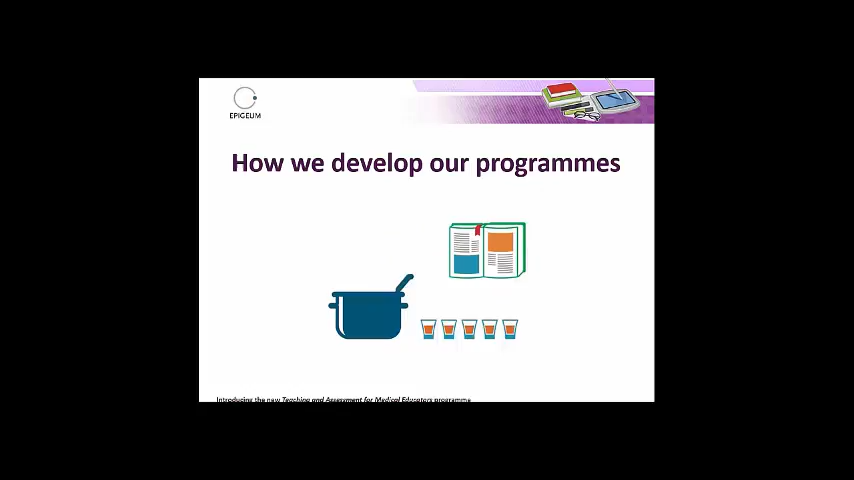 EPIGEUM
How we develop our programmes
Introducing the new Teaching and Assessment for Medical Educators programme